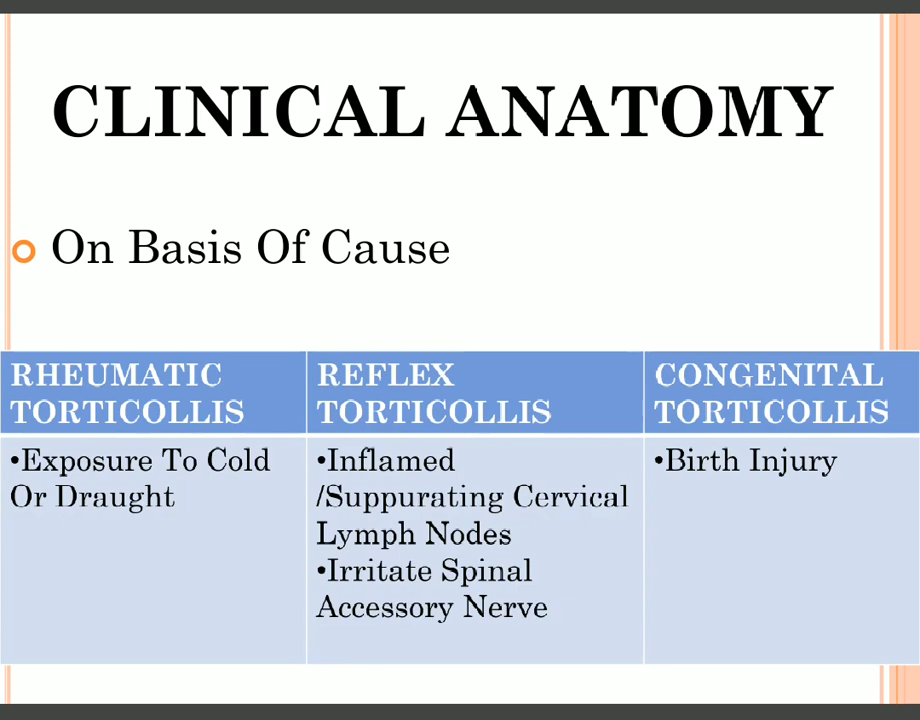 CLINICAL ANATOMY
On Basis Of Cause
RHEUMATIC
TORTICOLLIS
REFLEX
TORTICOLLIS
CONGENITAL
TORTICOLLIS
•Exposure To Cold
Or Draught
•Inflamed
/Suppurating Cervical
Lymph Nodes
•Irritate Spinal
Accessory Nerve
•Birth Injury